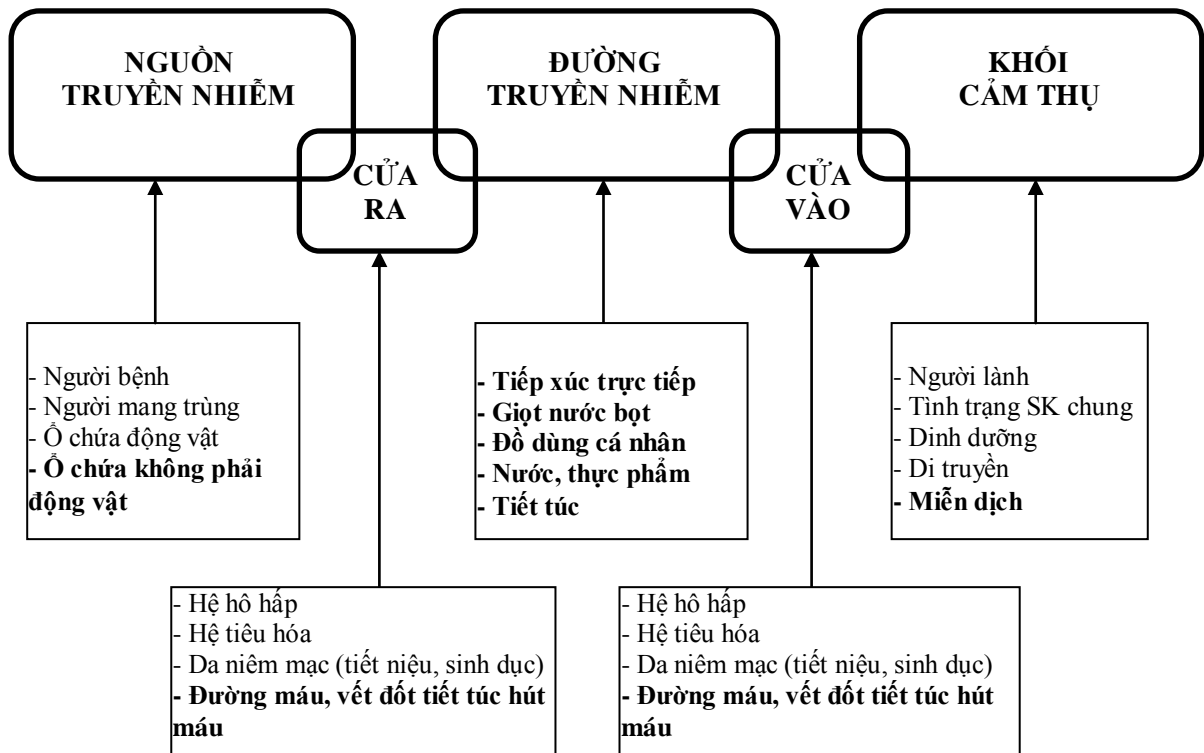 NGUỒN
TRUYỀN NHIỄM
ĐƯỜNG
TRUYỀN NHIỄM
KHỐI
CẢM THỤ
CỬA
RA
CỬA
VÀO
- Người bệnh
- Người mang trùng
- Ổ chứa động vật
- Ổ chứa không phải
động vật
- Tiếp xúc trực tiếp
- Giọt nước bọt
- Đồ dùng cá nhân
- Nước, thực phẩm
- Tiết túc
- Người lành
- Tình trạng SK chung
- Dinh dưỡng
- Di truyền
- Miễn dịch
- Hệ hô hấp
- Hệ tiêu hóa
- Da niêm mạc (tiết niệu, sinh dục)
- Đường máu, vết đốt tiết túc hút
máu
- Hệ hô hấp
- Hệ tiêu hóa
- Da niêm mạc (tiết niệu, sinh dục)
- Đường máu, vết đốt tiết túc hút
máu